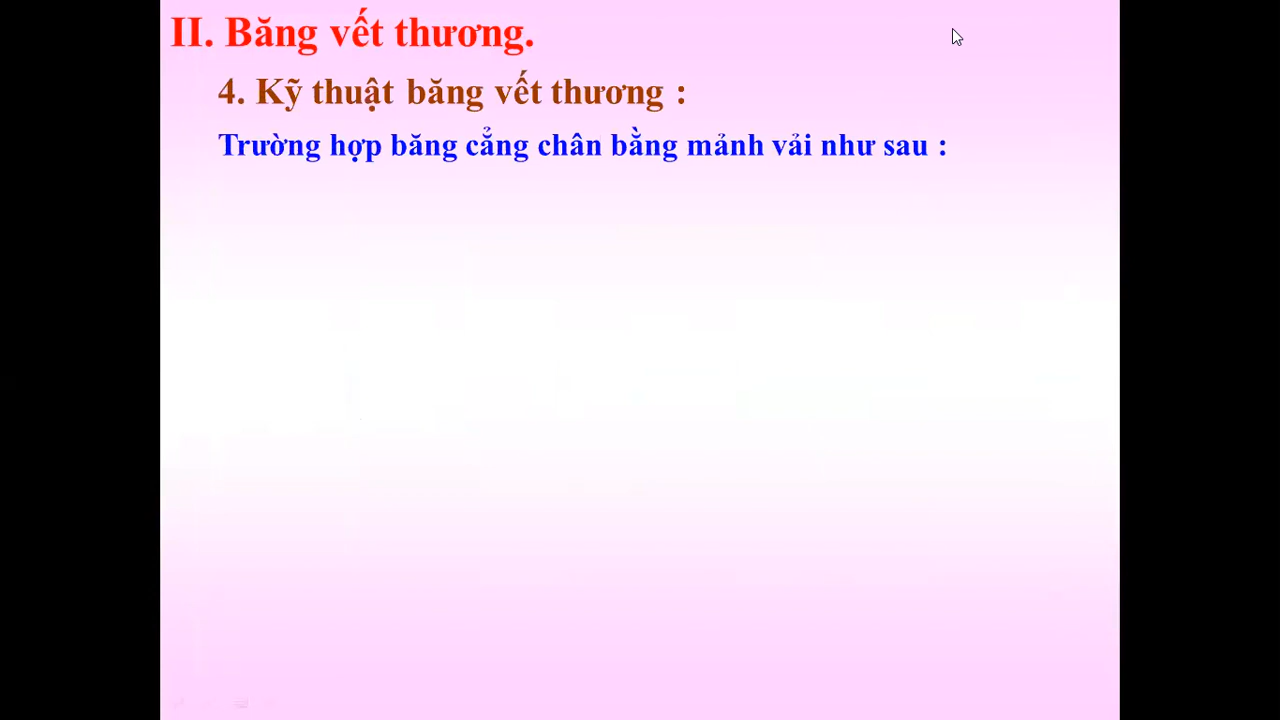 II. Băng vết thương.
4. Kỹ thuật băng vết thương :
Trường hợp băng cẳng chân bằng mảnh vải như sau :